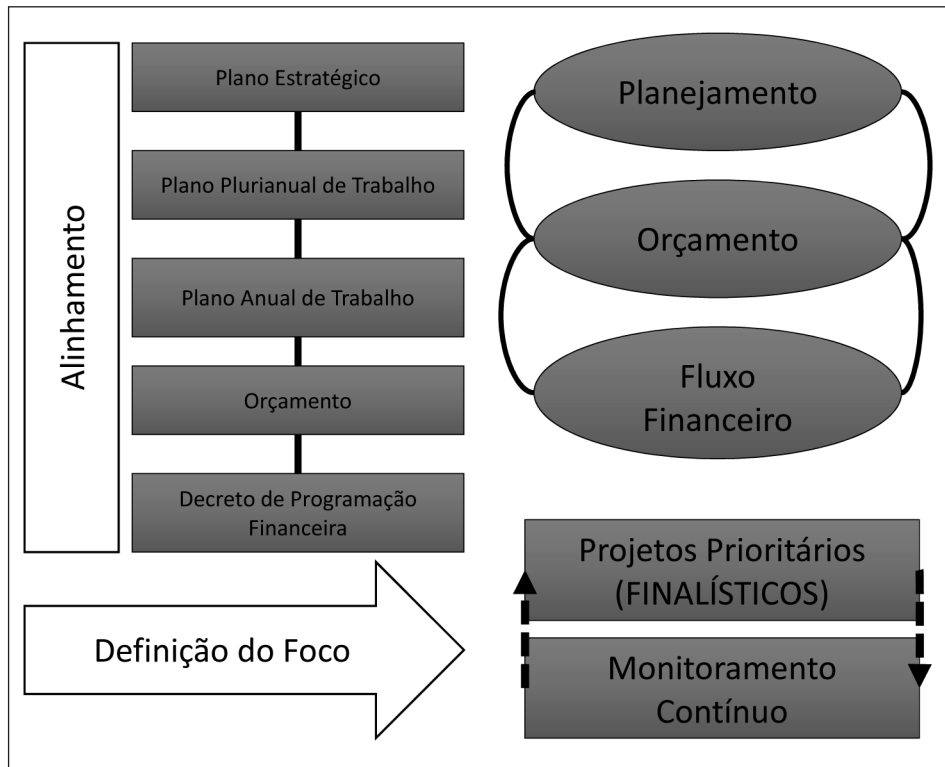 Alinhamento
Plano Estratégico
Plano Plurianual de Trabalho
Plano Anual de Trabalho
Orçamento
Decreto de Programação
Financeira
Planejamento
Orçamento
Fluxo
Financeiro
Definição do Foco
Projetos Prioritários
(FINALÍSTICOS)
Monitoramento
Contínuo